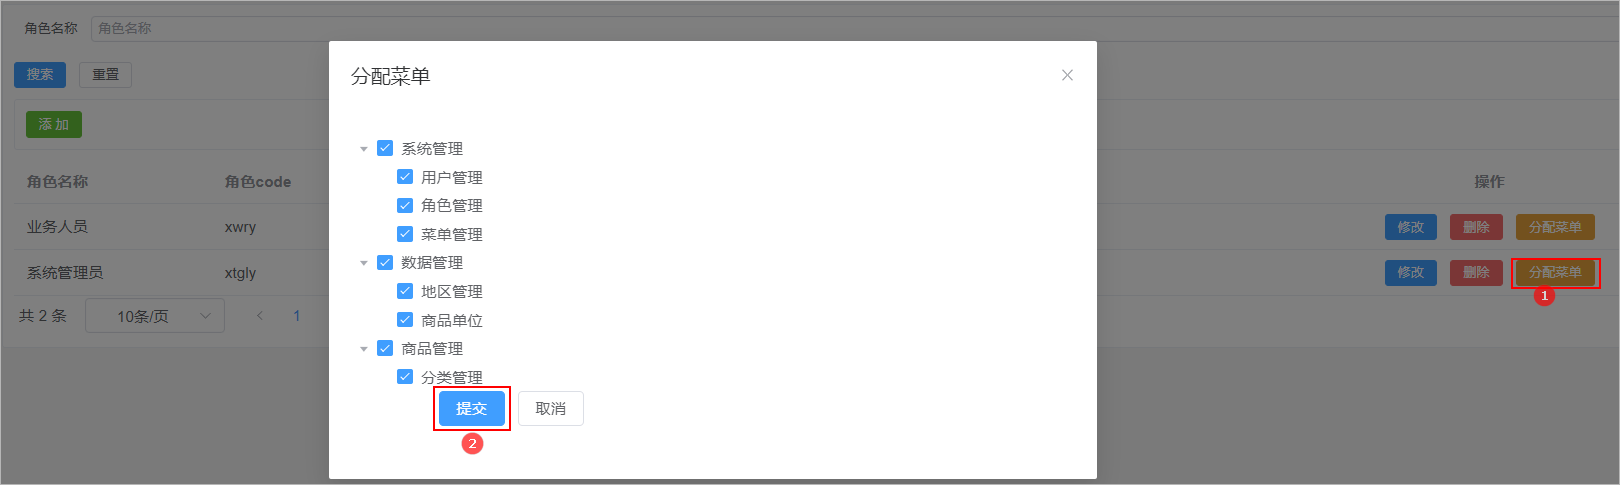 角色名称 角色名称
搜索 重置
添 加
角色名称 角色code 操作
业务人员 xwry 修改 删除 分配菜单
系统管理员 xtgly 修改 删除 分配菜单
1
共 2 条 10条/页 1
分配菜单
系统管理
用户管理
角色管理
菜单管理
数据管理
地区管理
商品单位
商品管理
分类管理
提交 取消
2